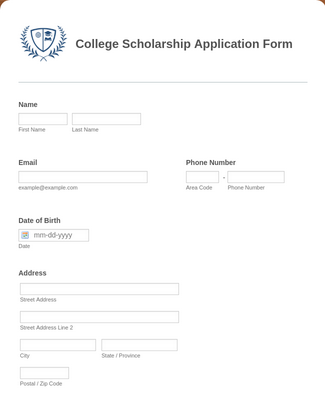 College Scholarship Application Form
Name
First Name Last Name
Email Phone Number
-
example@example.com Area Code Phone Number
Date of Birth
mm-dd-yyyy
Date
Address
Street Address
Street Address Line 2
City State / Province
Postal / Zip Code